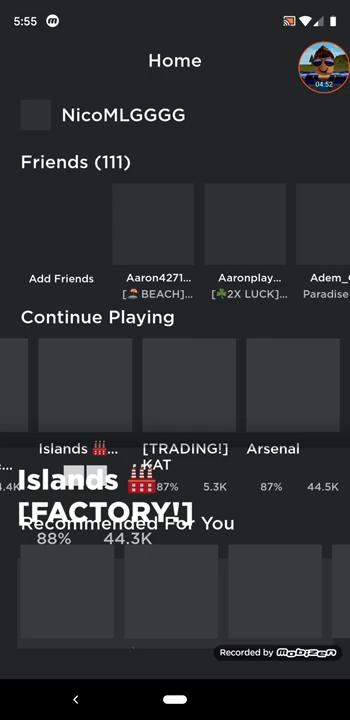 5:55
Home
04:52
NicoMLGGGG
Friends (111)
Add Friends
Aaron4271...
Aaronplay...
Adem_
[🏖️ BEACH]...
[☘️2X LUCK]...
Paradise
Continue Playing
Islands 🏭...
[TRADING!]
KAT
Arsenal
...
4.4K
87%
5.3K
87%
44.5K
Islands 🏭
[FACTORY!]
Recommended For You
88%
44.3K
Recorded by mobizen